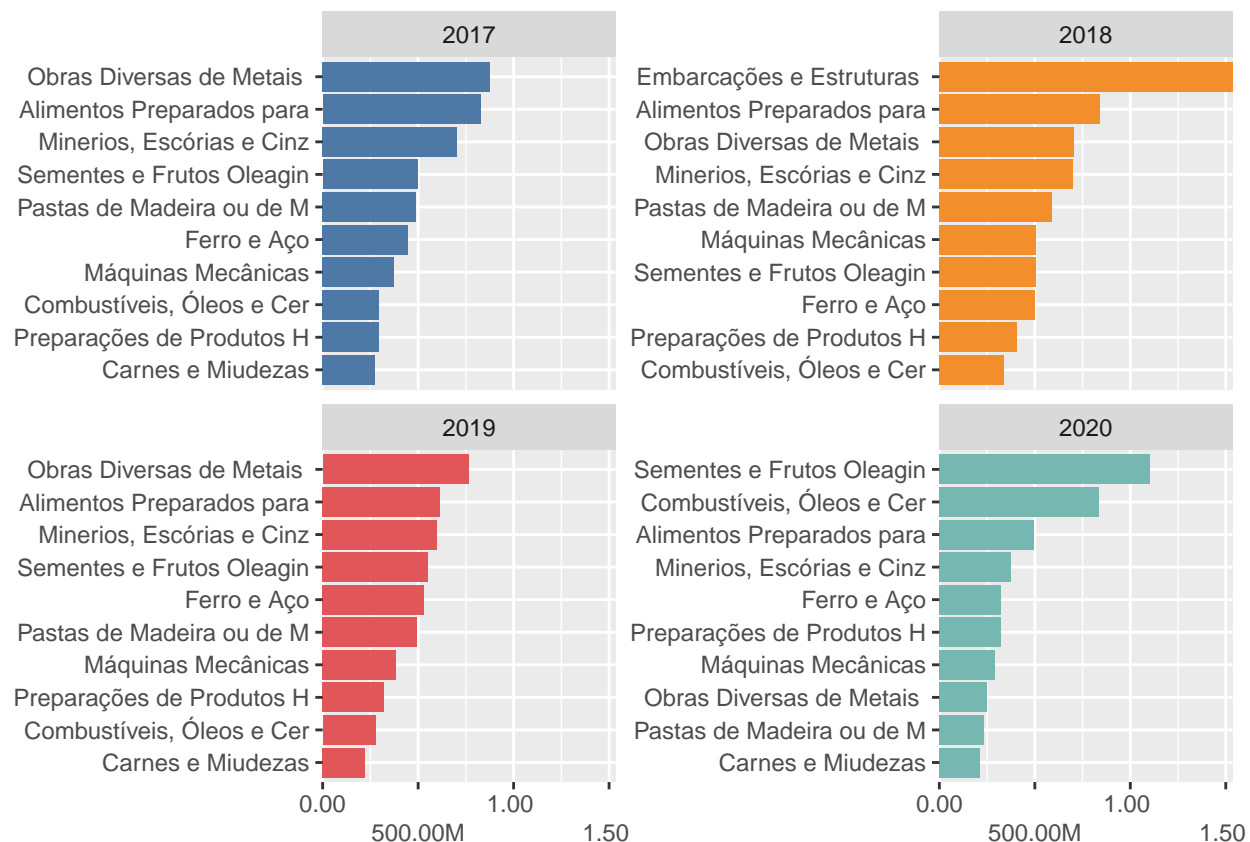 2017
Obras Diversas de Metais
Alimentos Preparados para
Minerios, Escórias e Cinz
Sementes e Frutos Oleagin
Pastas de Madeira ou de M
Ferro e Aço
Máquinas Mecânicas
Combustíveis, Óleos e Cer
Preparações de Produtos H
Carnes e Miudezas
2018
Embarcações e Estruturas
Alimentos Preparados para
Obras Diversas de Metais
Minerios, Escórias e Cinz
Pastas de Madeira ou de M
Máquinas Mecânicas
Sementes e Frutos Oleagin
Ferro e Aço
Preparações de Produtos H
Combustíveis, Óleos e Cer
2019
Obras Diversas de Metais
Alimentos Preparados para
Minerios, Escórias e Cinz
Sementes e Frutos Oleagin
Ferro e Aço
Pastas de Madeira ou de M
Máquinas Mecânicas
Preparações de Produtos H
Combustíveis, Óleos e Cer
Carnes e Miudezas
0.00 1.00
500.00M 1.50
2020
Sementes e Frutos Oleagin
Combustíveis, Óleos e Cer
Alimentos Preparados para
Minerios, Escórias e Cinz
Ferro e Aço
Preparações de Produtos H
Máquinas Mecânicas
Obras Diversas de Metais
Pastas de Madeira ou de M
Carnes e Miudezas
0.00 1.00
500.00M 1.50